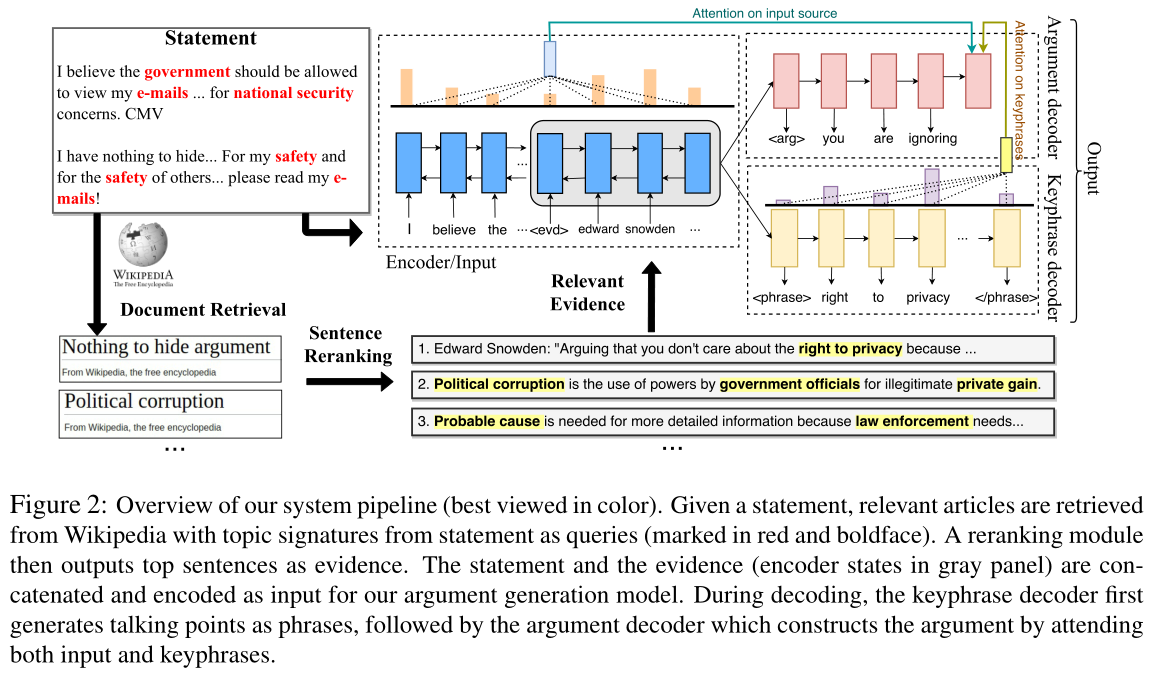 Statement
I believe the government should be allowed
to view my e-mails ... for national security
concerns. CMV
I have nothing to hide... For my safety and
for the safety of others... please read my e-
mails!
WIKIPEDIA
The Free Encyclopedia
Document Retrieval
Nothing to hide argument
From Wikipedia, the free encyclopedia
Political corruption
From Wikipedia, the free encyclopedia
...
Sentence
Reranking
Attention on input source
...
I believe the ... <evd> edward snowden ...
Encoder/Input
Relevant
Evidence
<arg> you are ignoring
Attention on keyphrases
Argument decoder
...
<phrase> right to privacy </phrase>
Keyphrase decoder
Output
1. Edward Snowden: "Arguing that you don't care about the right to privacy because ...
2. Political corruption is the use of powers by government officials for illegitimate private gain.
3. Probable cause is needed for more detailed information because law enforcement needs...
...
Figure 2: Overview of our system pipeline (best viewed in color). Given a statement, relevant articles are retrieved
from Wikipedia with topic signatures from statement as queries (marked in red and boldface). A reranking module
then outputs top sentences as evidence. The statement and the evidence (encoder states in gray panel) are con-
catenated and encoded as input for our argument generation model. During decoding, the keyphrase decoder first
generates talking points as phrases, followed by the argument decoder which constructs the argument by attending
both input and keyphrases.